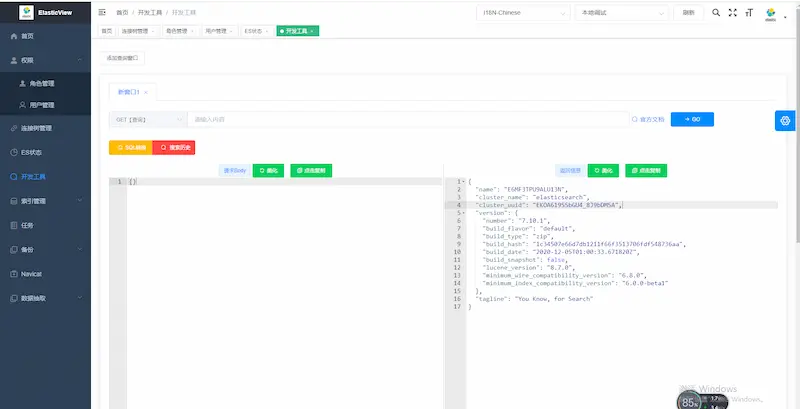 ElasticView
首页 / 开发工具 / 开发工具
I18N-Chinese
本地调试
刷新
首页 连接树管理 × 角色管理 × 用户管理 × ES状态 × 开发工具 ×
首页
权限
角色管理
用户管理
连接树管理
ES状态
开发工具
索引管理
任务
备份
Navicat
数据抽取
添加查询窗口
新窗口1 ×
GET【查询】
请输入内容
官方文档
GO!
搜索历史
请求Body 美化 点击复制
返回信息 美化 点击复制
1 {}
1 {
2 "name": "E6MF3TPU9ALU13N",
3 "cluster_name": "elasticsearch",
4 "cluster_uuid":
5 "version": {
6 "number": "7.10.1",
7 "build_flavor": "default",
8 "build_type": "zip",
9 "build_hash": "1c34507e66d7db1211f66f3513706fdf548736aa",
10 "build_date": "2020-12-05T01:00:33.671820Z",
11 "build_snapshot": false,
12 "lucene_version": "8.7.0",
13 "minimum_wire_compatibility_version": "6.8.0",
14 "minimum_index_compatibility_version": "6.0.0-beta1"
15 },
16 "tagline": "You Know, for Search"
17 }
激活 Windows
85%